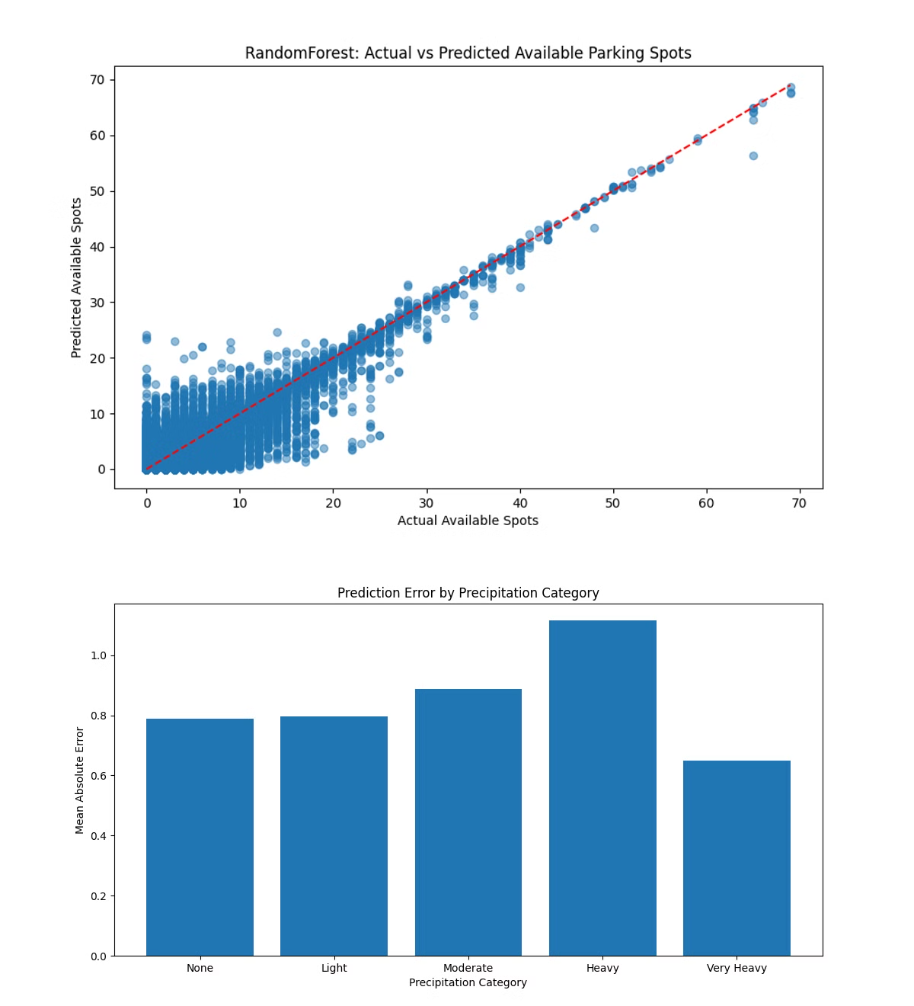 RandomForest: Actual vs Predicted Available Parking Spots
70
60
50
40
30
20
10
0
Predicted Available Spots
0 10 20 30 40 50 60 70
Actual Available Spots
Prediction Error by Precipitation Category
1.0
0.8
0.6
0.4
0.2
0.0
Mean Absolute Error
None Light Moderate Heavy Very Heavy
Precipitation Category